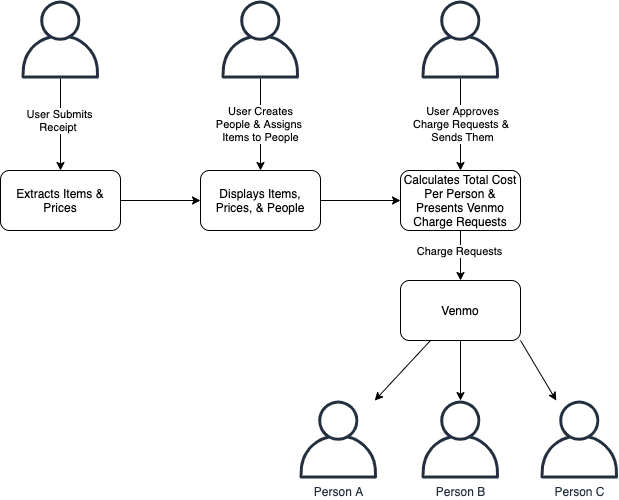 User Submits
Receipt
User Creates
People & Assigns
Items to People
User Approves
Charge Requests &
Sends Them
Extracts Items &
Prices
Displays Items,
Prices, & People
Calculates Total Cost
Per Person &
Presents Venmo
Charge Requests
Charge Requests
Venmo
Person A
Person B
Person C